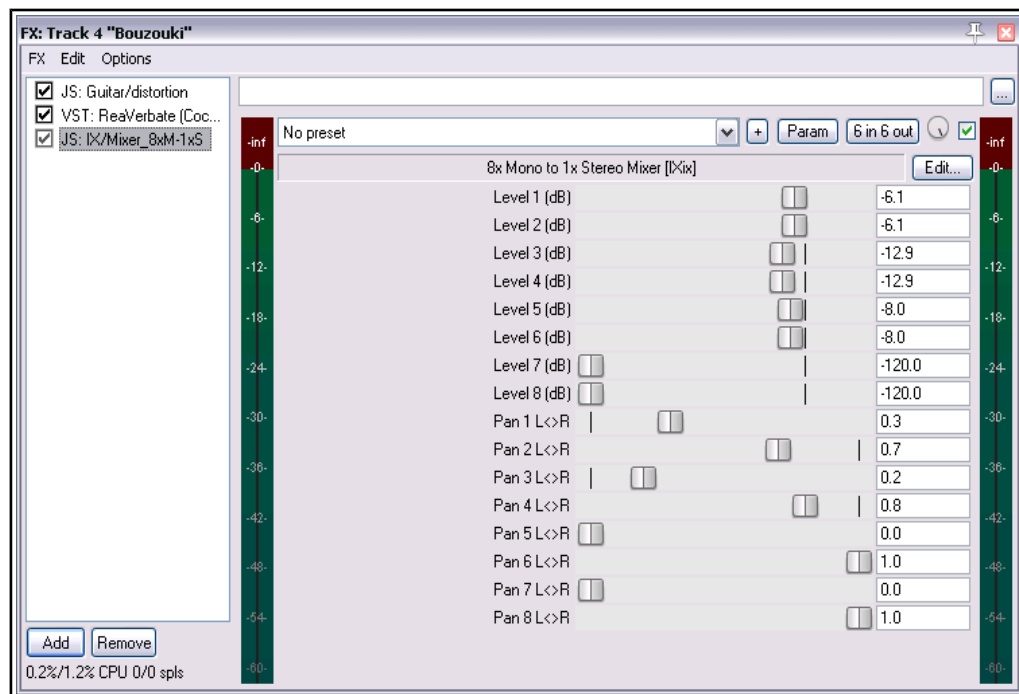 FX: Track 4 "Bouzouki"
FX Edit Options
JS: Guitar/distortion
VST: ReaVerbate (Coc...
JS: IX/Mixer_8xM-1xS
...
No preset
+
Param
6 in 6 out
8x Mono to 1x Stereo Mixer [IXix]
Edit...
Level 1 (dB) -6.1
Level 2 (dB) -6.1
Level 3 (dB) -12.9
Level 4 (dB) -12.9
Level 5 (dB) -8.0
Level 6 (dB) -8.0
Level 7 (dB) -120.0
Level 8 (dB) -120.0
Pan 1 L<>R 0.3
Pan 2 L<>R 0.7
Pan 3 L<>R 0.2
Pan 4 L<>R 0.8
Pan 5 L<>R 0.0
Pan 6 L<>R 1.0
Pan 7 L<>R 0.0
Pan 8 L<>R 1.0
-inf
-0-
-6-
-12-
-18-
-24-
-30-
-36-
-42-
-48-
-54-
-60-
-inf
-0-
-6-
-12-
-18-
-24-
-30-
-36-
-42-
-48-
-54-
-60-
Add
Remove
0.2%/1.2% CPU 0/0 spls